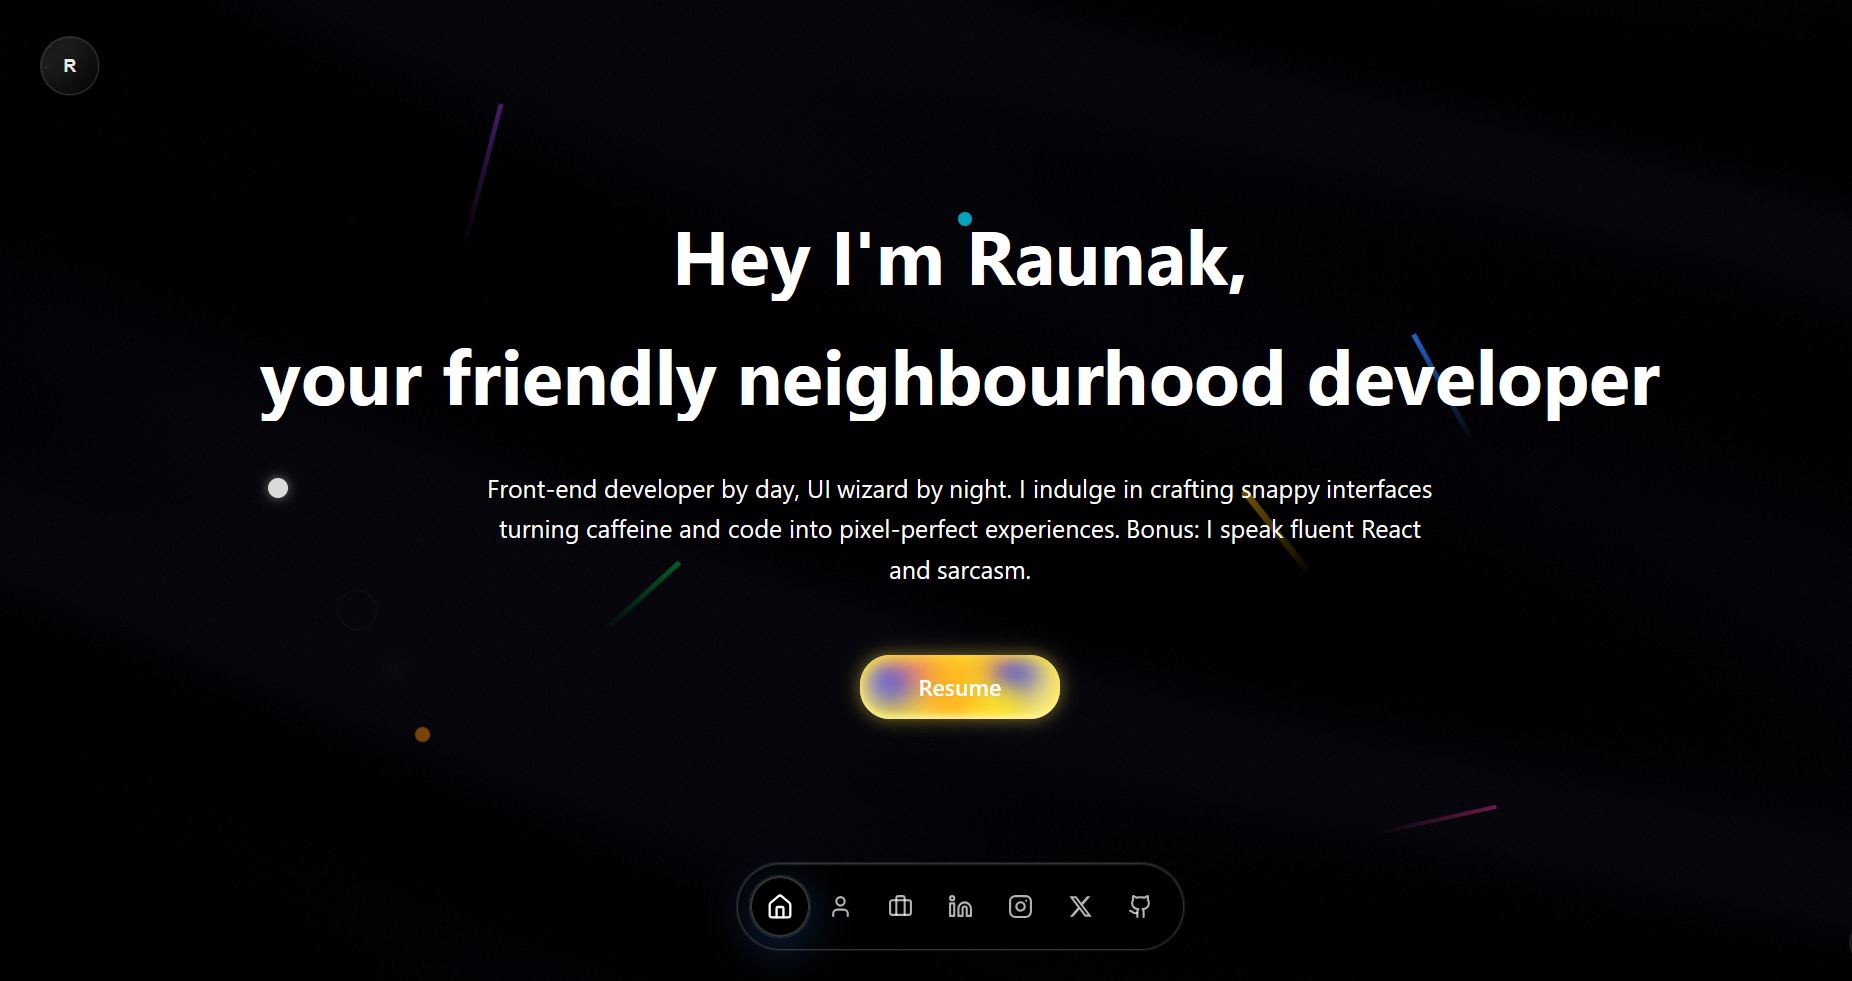 R
Hey I'm Raunak,
your friendly neighbourhood developer
Front-end developer by day, UI wizard by night. I indulge in crafting snappy interfaces
turning caffeine and code into pixel-perfect experiences. Bonus: I speak fluent React
and sarcasm.
Resume